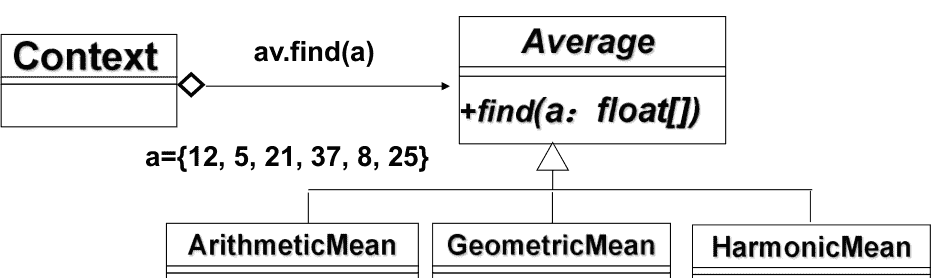 Context
av.find(a)
Average
+find(a：float[])
a={12, 5, 21, 37, 8, 25}
ArithmeticMean
GeometricMean
HarmonicMean